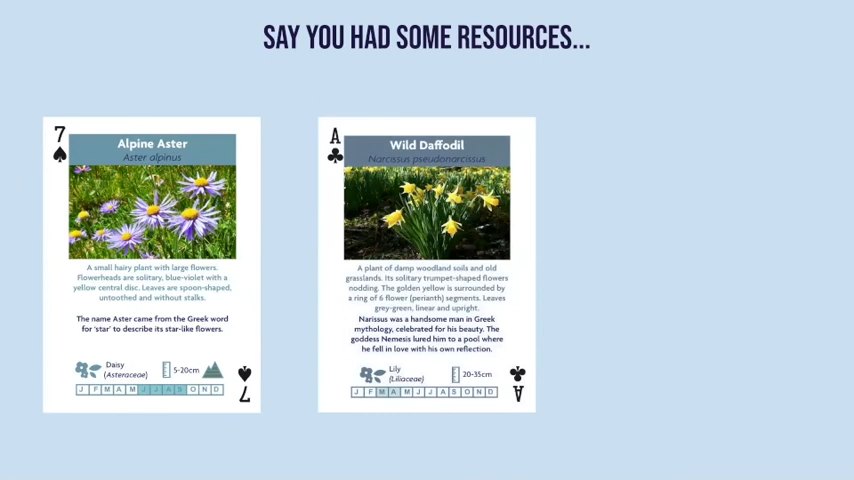 SAY YOU HAD SOME RESOURCES...
7
Alpine Aster
Aster alpinus
A small hairy plant with large flowers.
Flowerheads are solitary, blue-violet with a
yellow central disc. Leaves are spoon-shaped,
untoothed and without stalks.
The name Aster came from the Greek word
for 'star' to describe its star-like flowers.
Daisy
(Asteraceae)
5-20cm
J F M A M J J A S O N D
7
A
Wild Daffodil
Narcissus pseudonarcissus
A plant of damp woodland soils and old
grasslands. Its solitary trumpet-shaped flowers
nodding. The golden yellow is surrounded by
a ring of 6 flower (perianth) segments. Leaves
grey-green, linear and upright.
Narissus was a handsome man in Greek
mythology, celebrated for his beauty. The
goddess Nemesis lured him to a pool where
he fell in love with his own reflection.
Lily
(Liliaceae)
20-35cm
J F M A M J J A S O N D
A